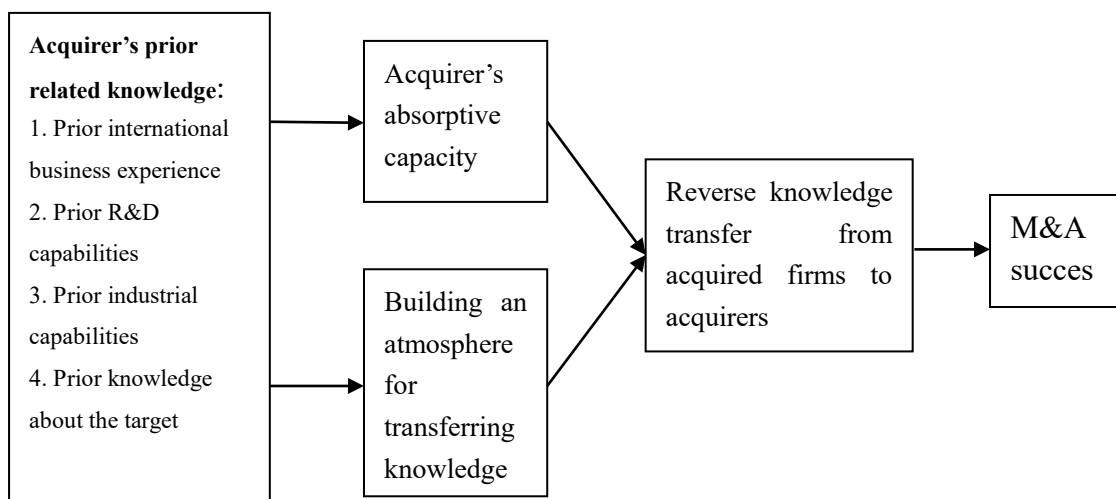 Acquirer’s prior
related knowledge:
1. Prior international
business experience
2. Prior R&D
capabilities
3. Prior industrial
capabilities
4. Prior knowledge
about the target
Acquirer’s
absorptive
capacity
Building an
atmosphere
for
transferring
knowledge
Reverse knowledge
transfer from
acquired firms to
acquirers
M&A
succes